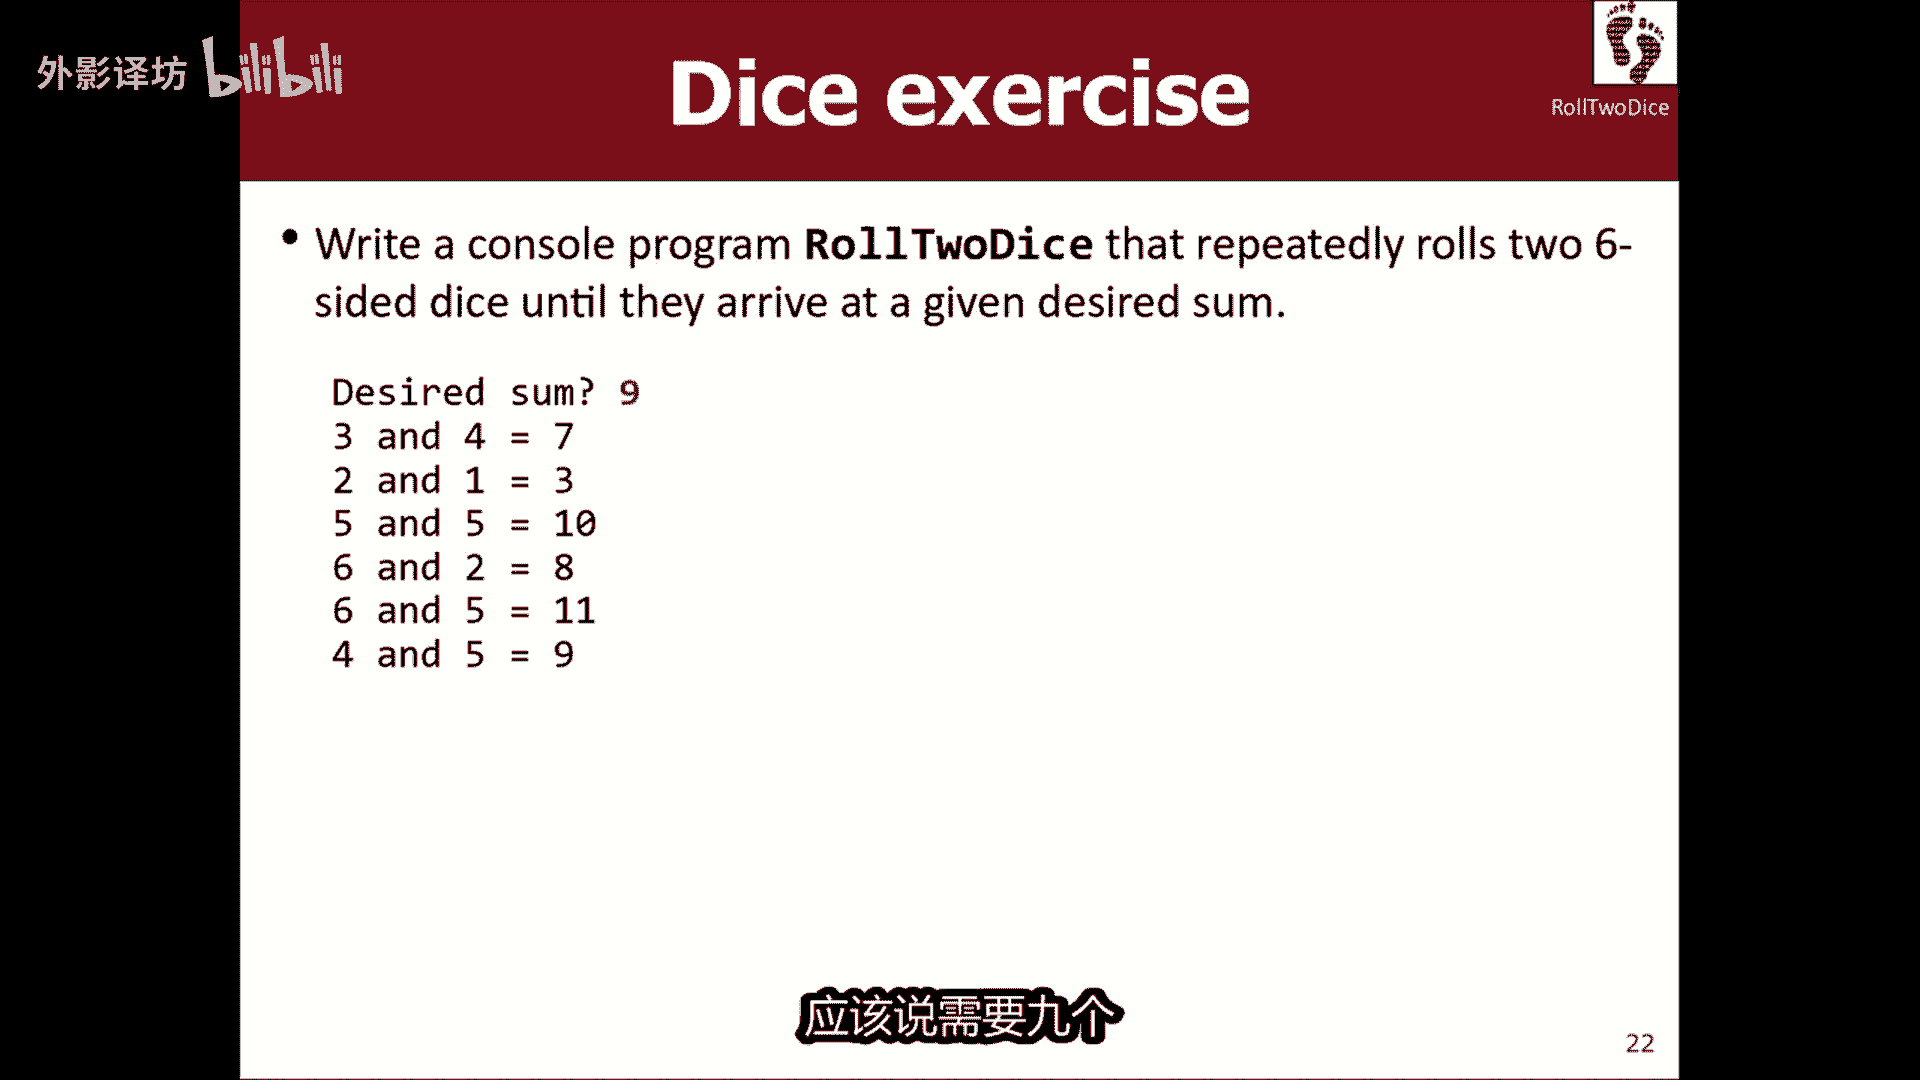 外影译坊 bilibili
Dice exercise
RollTwoDice
• Write a console program RollTwoDice that repeatedly rolls two 6-
sided dice until they arrive at a given desired sum.
Desired sum? 9
3 and 4 = 7
2 and 1 = 3
5 and 5 = 10
6 and 2 = 8
6 and 5 = 11
4 and 5 = 9
应该说需要九个
22